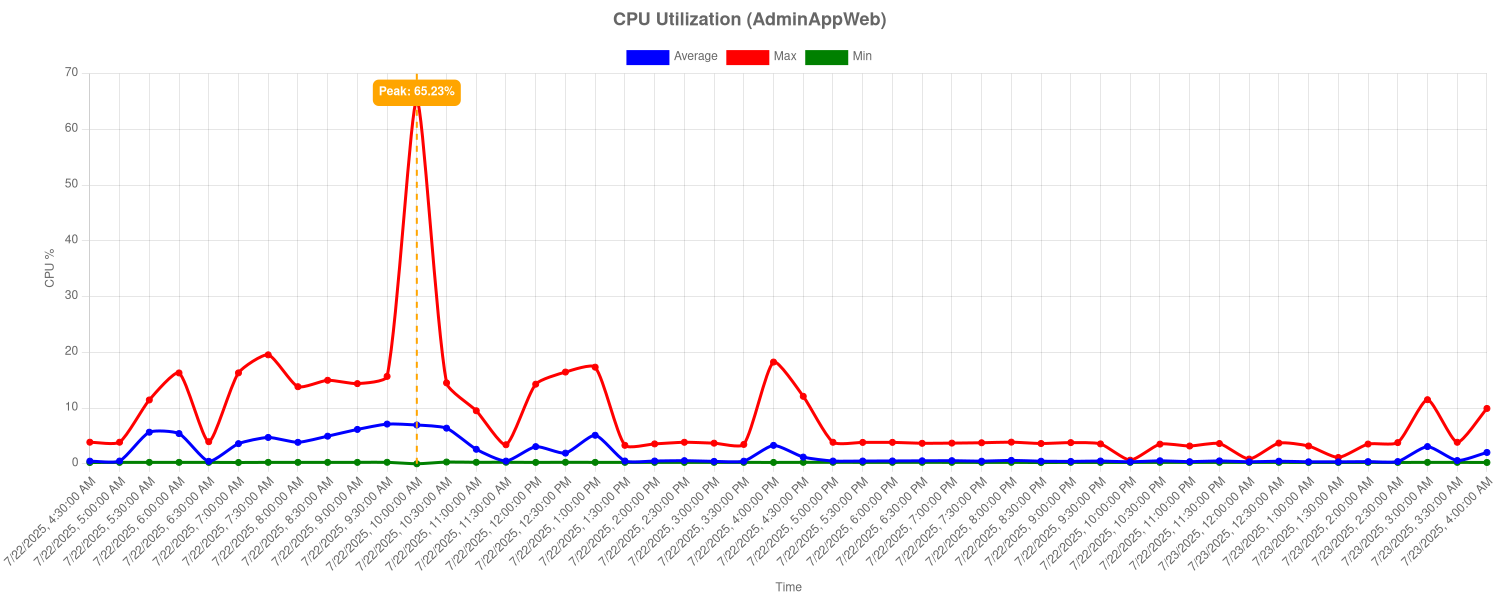 CPU Utilization (AdminAppWeb)
Average Max Min
70
Peak: 65.23%
60
50
40
30
20
10
0
CPU %
7/22/2025, 4:30:00 AM
7/22/2025, 5:00:00 AM
7/22/2025, 5:30:00 AM
7/22/2025, 6:00:00 AM
7/22/2025, 6:30:00 AM
7/22/2025, 7:00:00 AM
7/22/2025, 7:30:00 AM
7/22/2025, 8:00:00 AM
7/22/2025, 8:30:00 AM
7/22/2025, 9:00:00 AM
7/22/2025, 9:30:00 AM
7/22/2025, 10:00:00 AM
7/22/2025, 10:30:00 AM
7/22/2025, 11:00:00 AM
7/22/2025, 11:30:00 AM
7/22/2025, 12:00:00 PM
7/22/2025, 12:30:00 PM
7/22/2025, 1:00:00 PM
7/22/2025, 1:30:00 PM
7/22/2025, 2:00:00 PM
7/22/2025, 2:30:00 PM
7/22/2025, 3:00:00 PM
7/22/2025, 3:30:00 PM
7/22/2025, 4:00:00 PM
7/22/2025, 4:30:00 PM
7/22/2025, 5:00:00 PM
7/22/2025, 5:30:00 PM
7/22/2025, 6:00:00 PM
7/22/2025, 6:30:00 PM
7/22/2025, 7:00:00 PM
7/22/2025, 7:30:00 PM
7/22/2025, 8:00:00 PM
7/22/2025, 8:30:00 PM
7/22/2025, 9:00:00 PM
7/22/2025, 9:30:00 PM
7/22/2025, 10:00:00 PM
7/22/2025, 10:30:00 PM
7/22/2025, 11:00:00 PM
7/22/2025, 11:30:00 PM
7/23/2025, 12:00:00 AM
7/23/2025, 12:30:00 AM
7/23/2025, 1:00:00 AM
7/23/2025, 1:30:00 AM
7/23/2025, 2:00:00 AM
7/23/2025, 2:30:00 AM
7/23/2025, 3:00:00 AM
7/23/2025, 3:30:00 AM
7/23/2025, 4:00:00 AM
Time